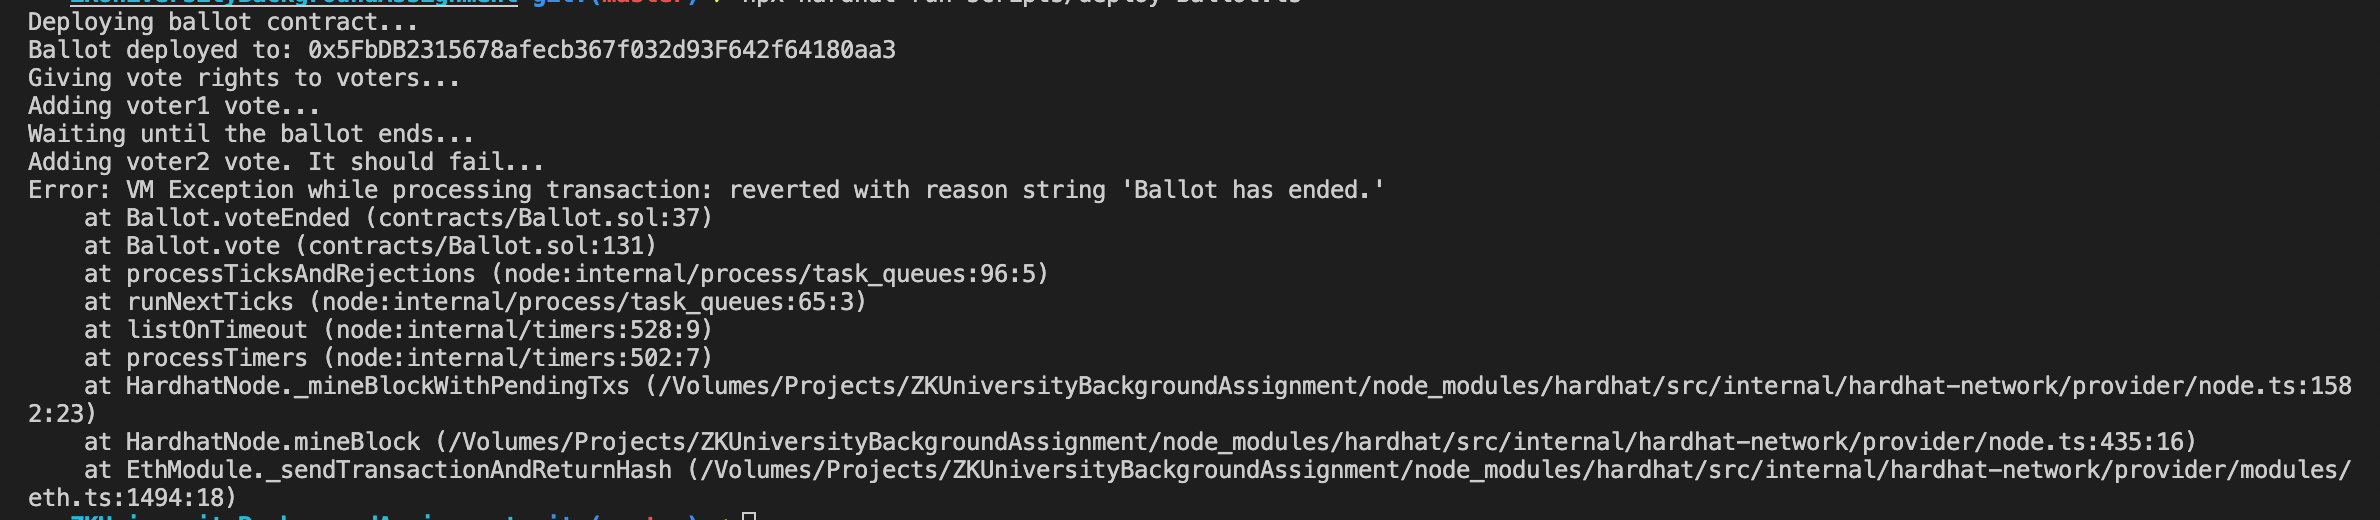 Deploying ballot contract...
Ballot deployed to: 0x5FbDB2315678afecb367f032d93F642f64180aa3
Giving vote rights to voters...
Adding voter1 vote...
Waiting until the ballot ends...
Adding voter2 vote. It should fail...
Error: VM Exception while processing transaction: reverted with reason string 'Ballot has ended.'
    at Ballot.voteEnded (contracts/Ballot.sol:37)
    at Ballot.vote (contracts/Ballot.sol:131)
    at processTicksAndRejections (node:internal/process/task_queues:96:5)
    at runNextTicks (node:internal/process/task_queues:65:3)
    at listOnTimeout (node:internal/timers:528:9)
    at processTimers (node:internal/timers:502:7)
    at HardhatNode._mineBlockWithPendingTxs (/Volumes/Projects/ZKUniversityBackgroundAssignment/node_modules/hardhat/src/internal/hardhat-network/provider/node.ts:158
2:23)
    at HardhatNode.mineBlock (/Volumes/Projects/ZKUniversityBackgroundAssignment/node_modules/hardhat/src/internal/hardhat-network/provider/node.ts:435:16)
    at EthModule._sendTransactionAndReturnHash (/Volumes/Projects/ZKUniversityBackgroundAssignment/node_modules/hardhat/src/internal/hardhat-network/provider/modules/
eth.ts:1494:18)